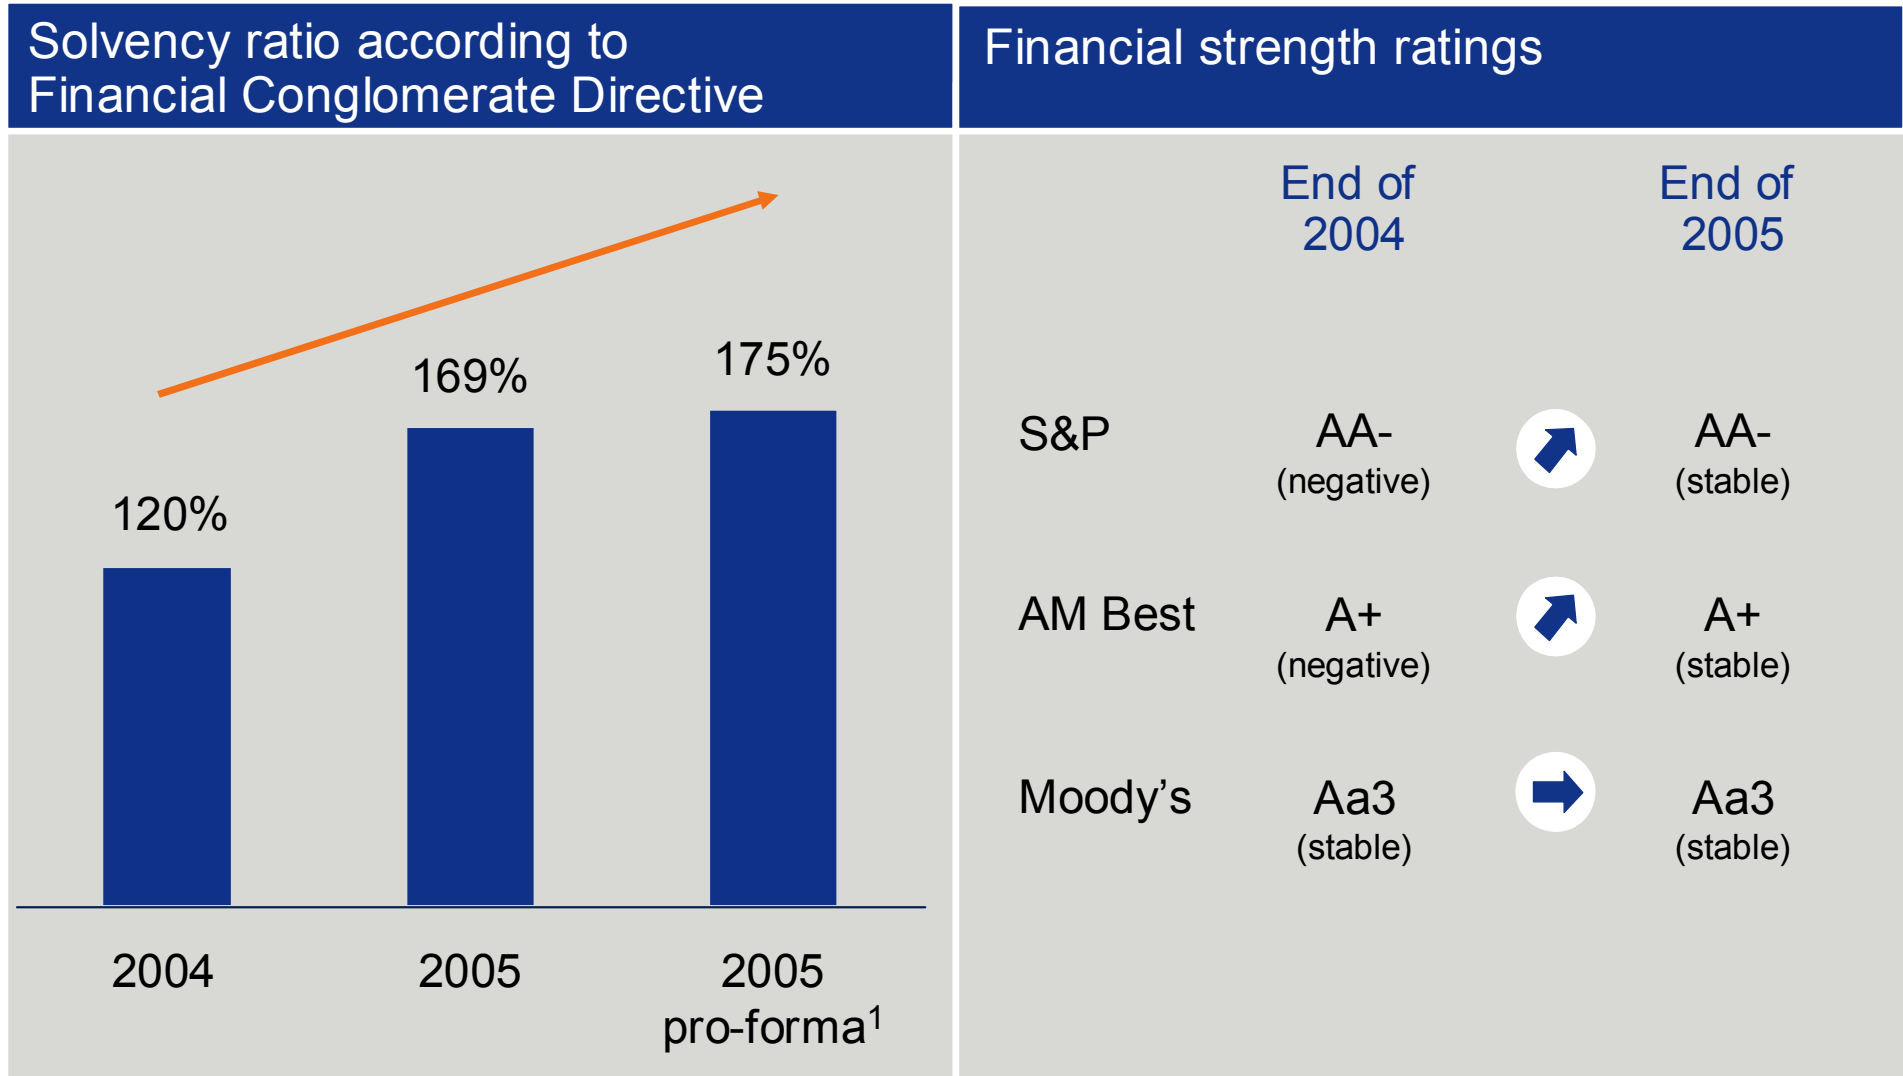 Solvency ratio according to
Financial Conglomerate Directive
120%
169%
175%
2004
2005
2005
pro-forma1
Financial strength ratings
End of
2004
End of
2005
S&P
AA-
(negative)
AA-
(stable)
AM Best
A+
(negative)
A+
(stable)
Moody’s
Aa3
(stable)
Aa3
(stable)